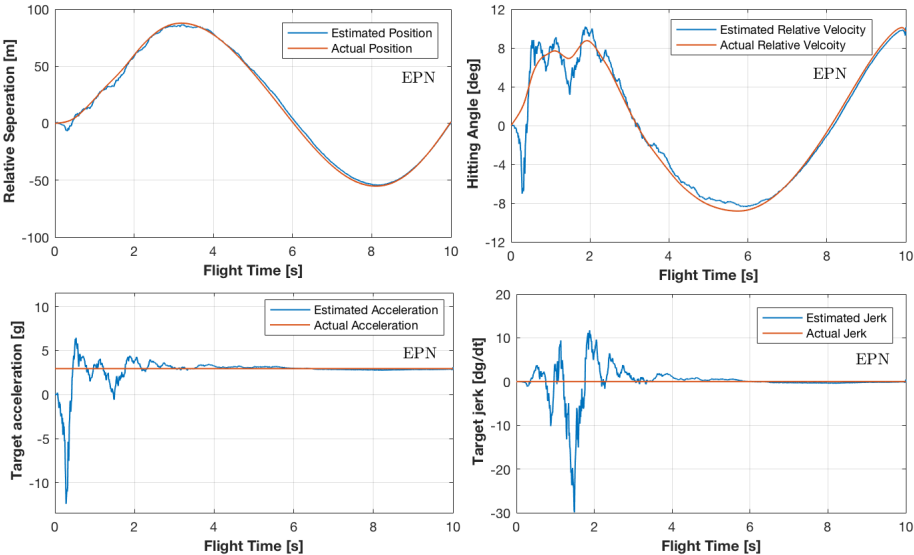 100
50
0
-50
-100
0
2
4
6
8
10
Relative Seperation [m]
Flight Time [s]
Estimated Position
Actual Position
EPN
12
8
4
0
-4
-8
-12
0
2
4
6
8
10
Hitting Angle [deg]
Flight Time [s]
Estimated Relative Velocity
Actual Relative Velcoity
EPN
10
5
0
-5
-10
0
2
4
6
8
10
Target acceleration [g]
Flight Time [s]
Estimated Acceleration
Actual Acceleration
EPN
20
10
0
-10
-20
-30
0
2
4
6
8
10
Target jerk [dg/dt]
Flight Time [s]
Estimated Jerk
Actual Jerk
EPN